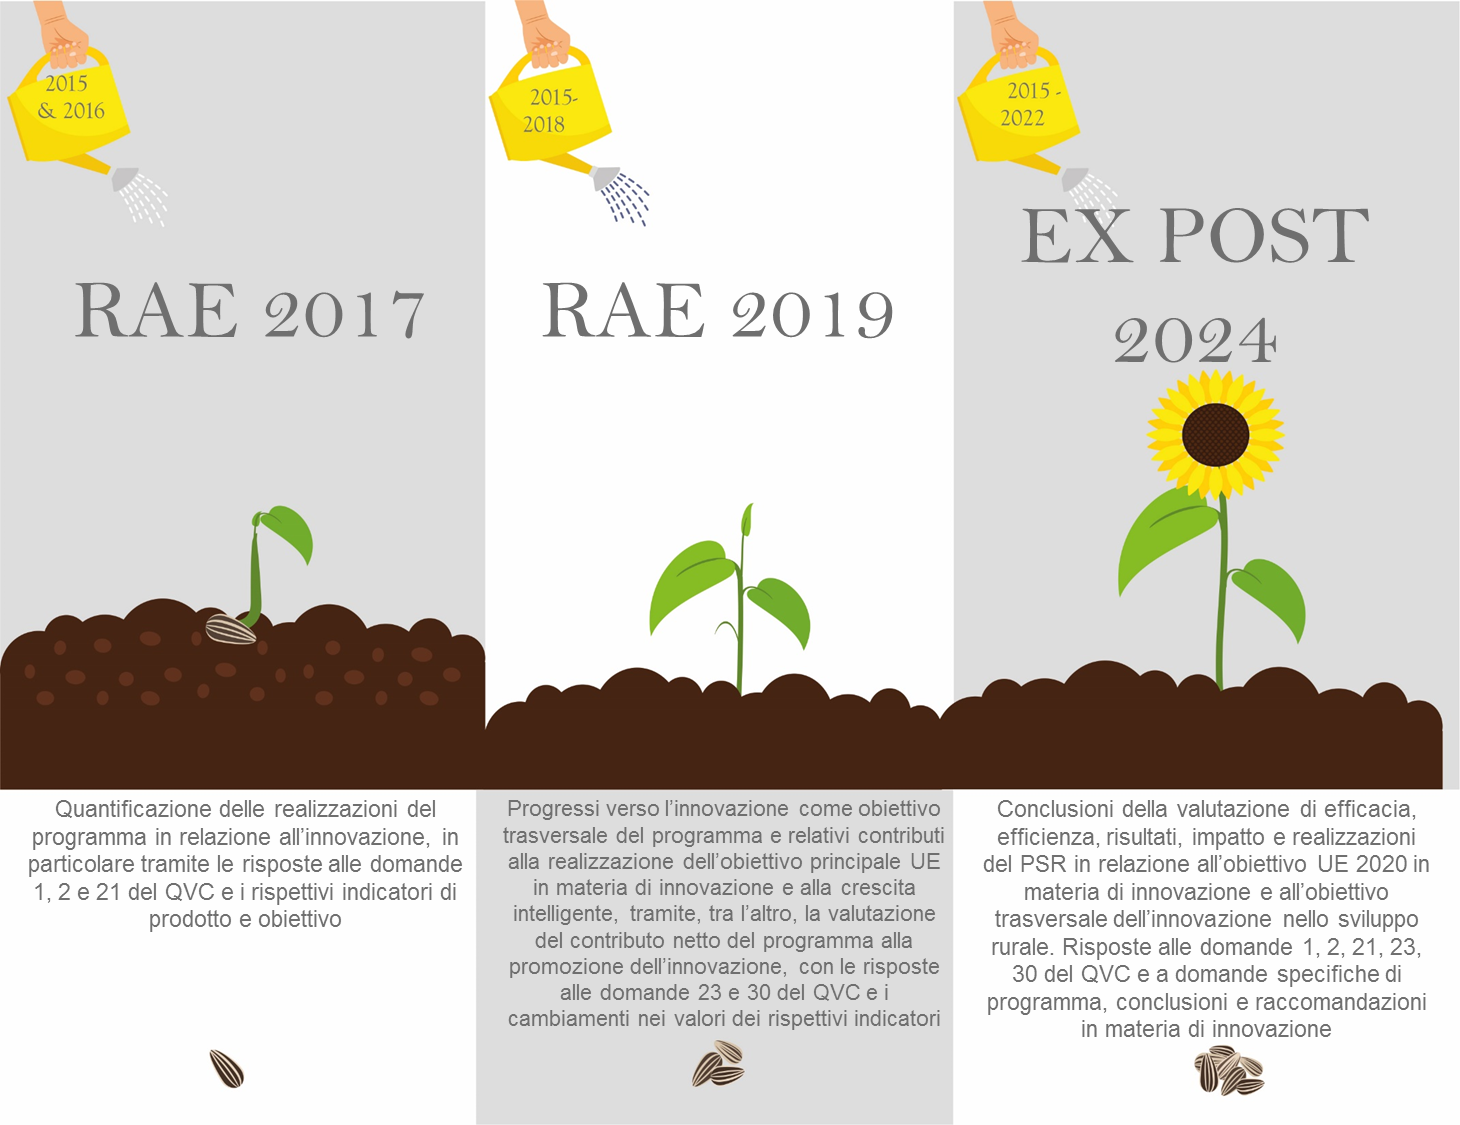 2015
& 2016
RAE 2017
Quantificazione delle realizzazioni del
programma in relazione all’innovazione, in
particolare tramite le risposte alle domande
1, 2 e 21 del QVC e i rispettivi indicatori di
prodotto e obiettivo
2015-
2018
RAE 2019
Progressi verso l’innovazione come obiettivo
trasversale del programma e relativi contributi
alla realizzazione dell’obiettivo principale UE
in materia di innovazione e alla crescita
intelligente, tramite, tra l’altro, la valutazione
del contributo netto del programma alla
promozione dell’innovazione, con le risposte
alle domande 23 e 30 del QVC e i
cambiamenti nei valori dei rispettivi indicatori
2015 -
2022
EX POST
2024
Conclusioni della valutazione di efficacia,
efficienza, risultati, impatto e realizzazioni
del PSR in relazione all’obiettivo UE 2020 in
materia di innovazione e all’obiettivo
trasversale dell’innovazione nello sviluppo
rurale. Risposte alle domande 1, 2, 21, 23,
30 del QVC e a domande specifiche di
programma, conclusioni e raccomandazioni
in materia di innovazione